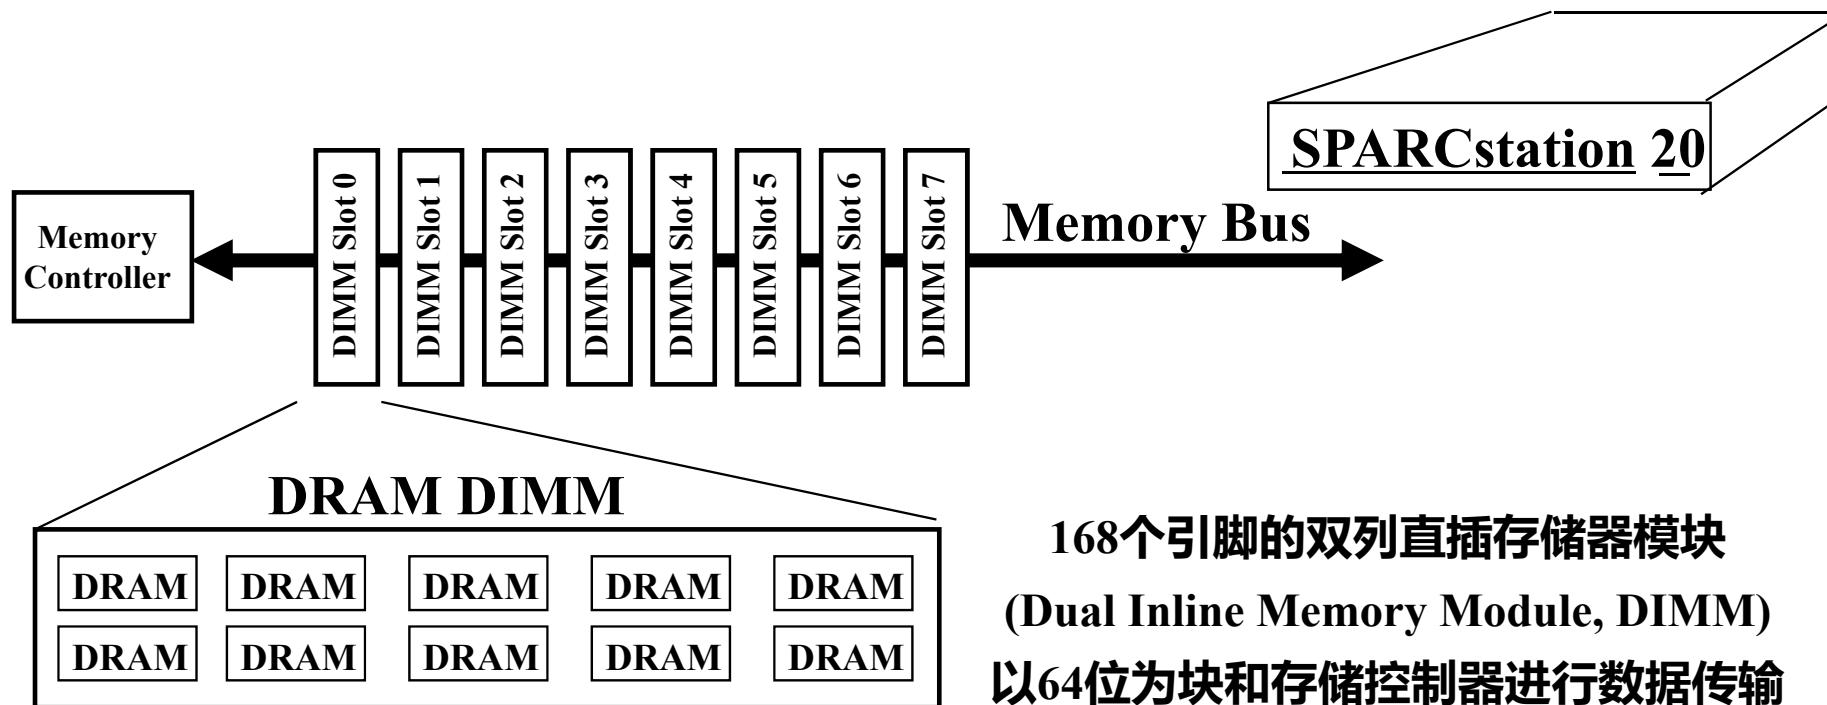 SPARCstation 20
Memory
Controller
DIMM Slot 0
DIMM Slot 1
DIMM Slot 2
DIMM Slot 3
DIMM Slot 4
DIMM Slot 5
DIMM Slot 6
DIMM Slot 7
Memory Bus
DRAM DIMM
DRAM DRAM DRAM DRAM DRAM
DRAM DRAM DRAM DRAM DRAM
168个引脚的双列直插存储器模块
(Dual Inline Memory Module, DIMM)
以64位为块和存储控制器进行数据传输